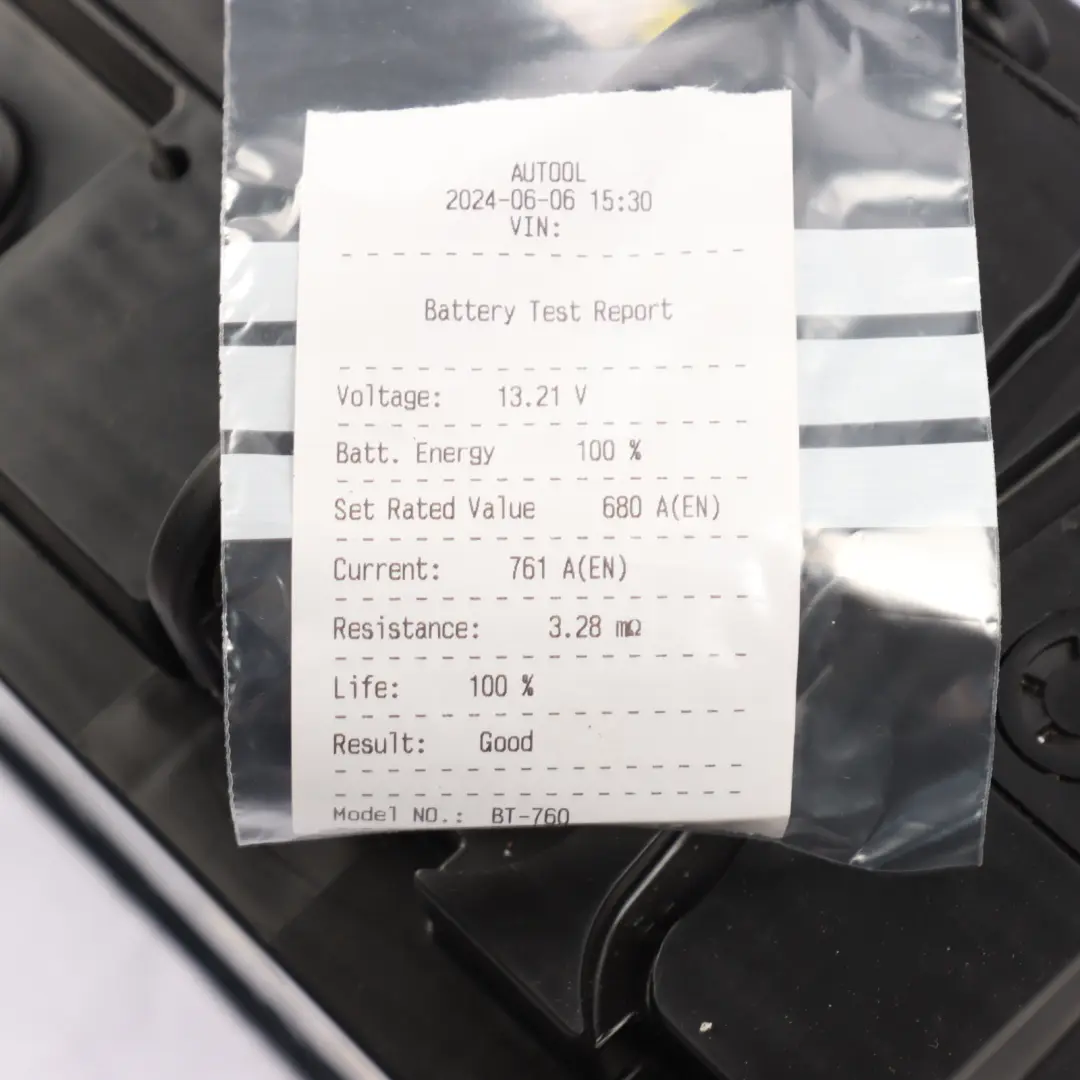 AUTOOL
2024-06-06 15:30
VIN:
Battery Test Report
Voltage: 13.21 V
Batt. Energy 100 %
Set Rated Value 680 A(EN)
Current: 761 A(EN)
Resistance: 3.28 mΩ
Life: 100 %
Result: Good
Model NO.: BT-760